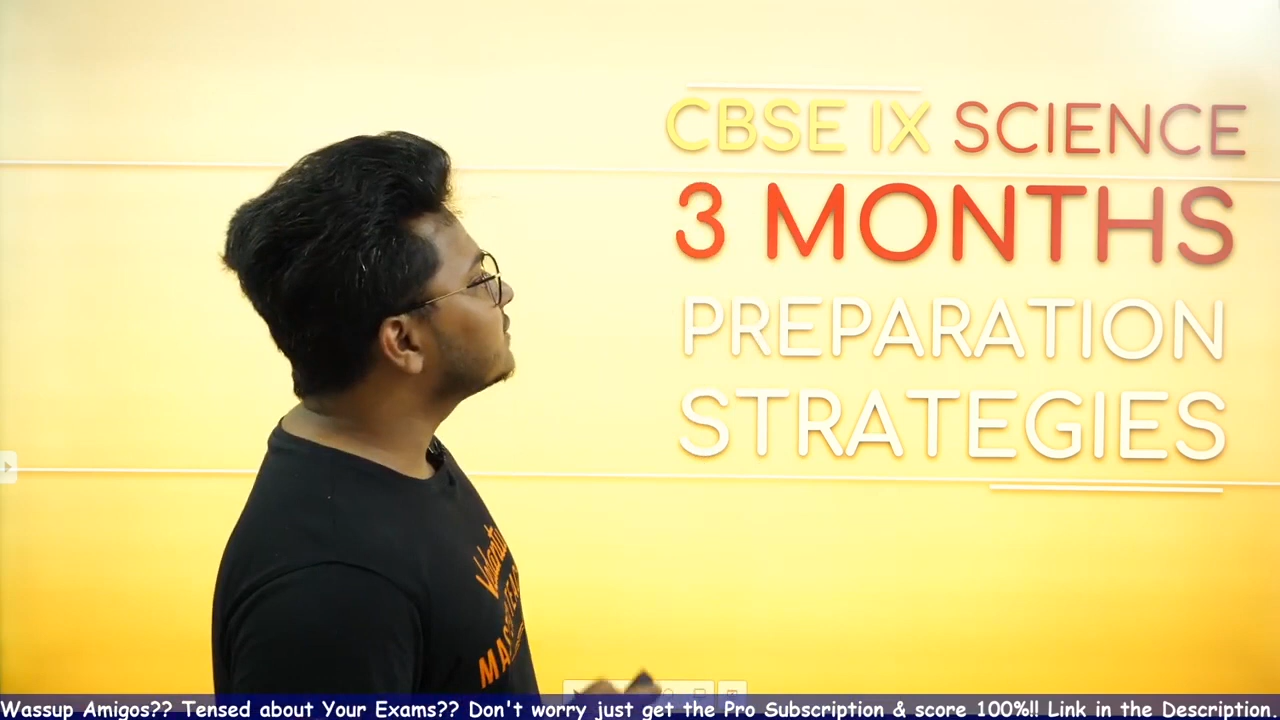 CBSE IX SCIENCE
3 MONTHS
PREPARATION
STRATEGIES
Wassup Amigos?? Tensed about Your Exams?? Don't worry just get the Pro Subscription & score 100%!! Link in the Description